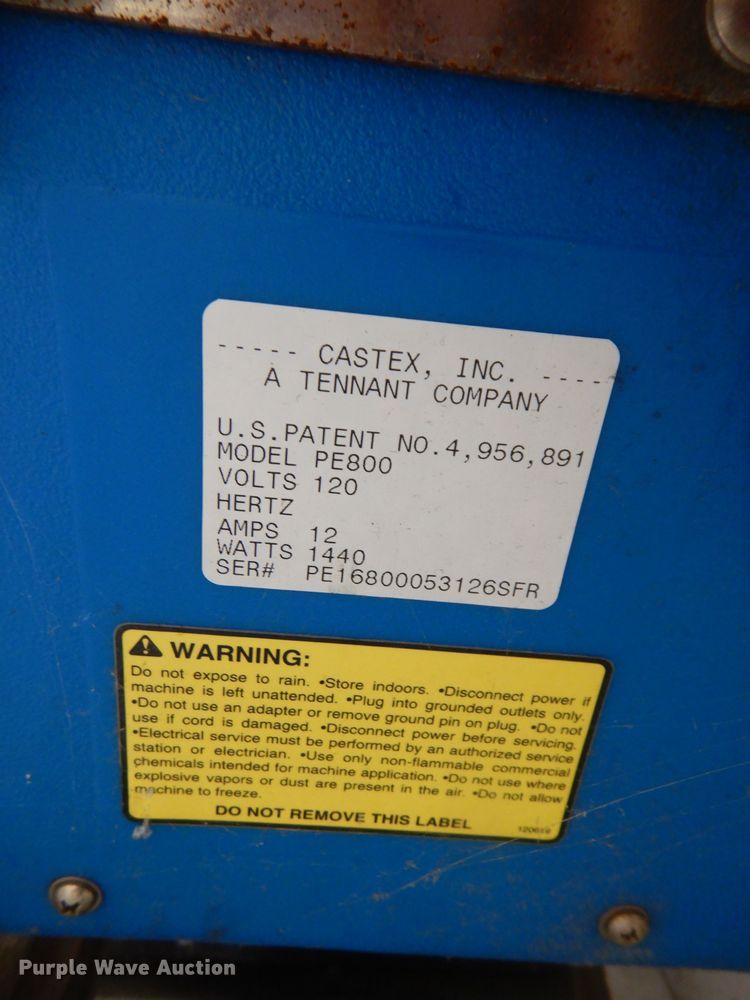 ----- CASTEX, INC. -----
A TENNANT COMPANY
U.S.PATENT NO.4,956,891
MODEL PE800
VOLTS 120
HERTZ
AMPS 12
WATTS 1440
SER# PE16800053126SFR
WARNING:
Do not expose to rain. •Store indoors. •Disconnect power if
machine is left unattended. •Plug into grounded outlets only.
•Do not use an adapter or remove ground pin on plug. •Do not
use if cord is damaged. •Disconnect power before servicing.
•Electrical service must be performed by an authorized service
station or electrician. •Use only non-flammable commercial
chemicals intended for machine application. •Do not use where
explosive vapors or dust are present in the air. •Do not allow
machine to freeze.
DO NOT REMOVE THIS LABEL
Purple Wave Auction